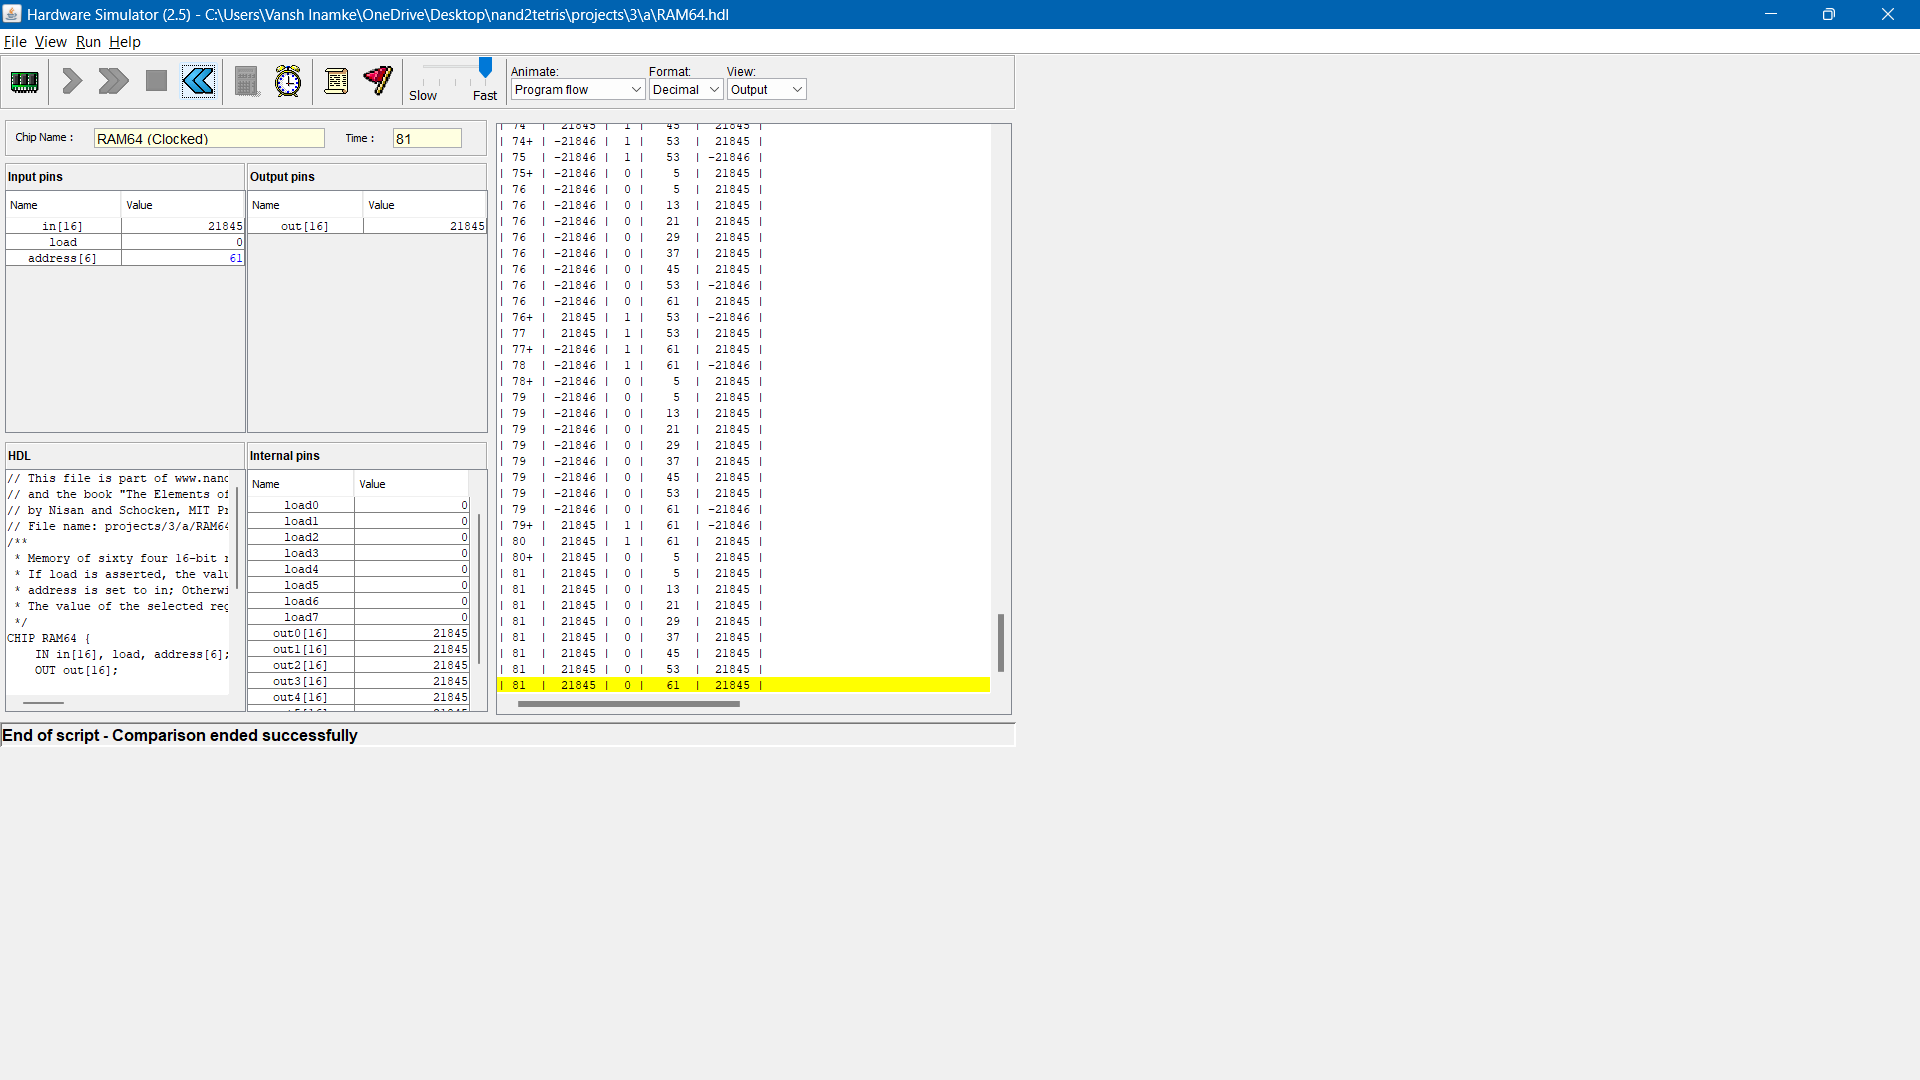 Hardware Simulator (2.5) - C:\Users\Vansh Inamke\OneDrive\Desktop\nand2tetris\projects\3\a\RAM64.hdl
File View Run Help
Slow Fast
Animate: Format: View:
Program flow Decimal Output
Chip Name : RAM64 (Clocked) Time : 81
Input pins
Name Value
in[16] 21845
load 0
address[6] 61
Output pins
Name Value
out[16] 21845
HDL
// This file is part of www.nanc
// and the book "The Elements of
// by Nisan and Schocken, MIT Pr
// File name: projects/3/a/RAM64
/**
* Memory of sixty four 16-bit r
* If load is asserted, the valu
* address is set to in; Otherwi
* The value of the selected reg
*/
CHIP RAM64 {
IN in[16], load, address[6];
OUT out[16];
Internal pins
Name Value
load0 0
load1 0
load2 0
load3 0
load4 0
load5 0
load6 0
load7 0
out0[16] 21845
out1[16] 21845
out2[16] 21845
out3[16] 21845
out4[16] 21845
| 74 | 21845 | 1 | 45 | 21845 |
| 74+ | -21846 | 1 | 53 | 21845 |
| 75 | -21846 | 1 | 53 | -21846 |
| 75+ | -21846 | 0 | 5 | 21845 |
| 76 | -21846 | 0 | 5 | 21845 |
| 76 | -21846 | 0 | 13 | 21845 |
| 76 | -21846 | 0 | 21 | 21845 |
| 76 | -21846 | 0 | 29 | 21845 |
| 76 | -21846 | 0 | 37 | 21845 |
| 76 | -21846 | 0 | 45 | 21845 |
| 76 | -21846 | 0 | 53 | -21846 |
| 76 | -21846 | 0 | 61 | 21845 |
| 76+ | 21845 | 1 | 53 | -21846 |
| 77 | 21845 | 1 | 53 | 21845 |
| 77+ | -21846 | 1 | 61 | 21845 |
| 78 | -21846 | 1 | 61 | -21846 |
| 78+ | -21846 | 0 | 5 | 21845 |
| 79 | -21846 | 0 | 5 | 21845 |
| 79 | -21846 | 0 | 13 | 21845 |
| 79 | -21846 | 0 | 21 | 21845 |
| 79 | -21846 | 0 | 29 | 21845 |
| 79 | -21846 | 0 | 37 | 21845 |
| 79 | -21846 | 0 | 45 | 21845 |
| 79 | -21846 | 0 | 53 | 21845 |
| 79 | -21846 | 0 | 61 | -21846 |
| 79+ | 21845 | 1 | 61 | -21846 |
| 80 | 21845 | 1 | 61 | 21845 |
| 80+ | 21845 | 0 | 5 | 21845 |
| 81 | 21845 | 0 | 5 | 21845 |
| 81 | 21845 | 0 | 13 | 21845 |
| 81 | 21845 | 0 | 21 | 21845 |
| 81 | 21845 | 0 | 29 | 21845 |
| 81 | 21845 | 0 | 37 | 21845 |
| 81 | 21845 | 0 | 45 | 21845 |
| 81 | 21845 | 0 | 53 | 21845 |
| 81 | 21845 | 0 | 61 | 21845 |
End of script - Comparison ended successfully